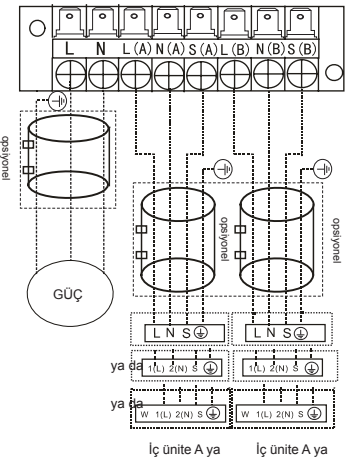 L N L(A) N(A) S(A) L(B) N(B) S(B)
opsiyonel
opsiyonel
opsiyonel
GÜÇ
L N S L N S
ya da 1(L) 2(N) S 1(L) 2(N) S
ya da W 1(L) 2(N) S W 1(L) 2(N) S
İç ünite A ya İç ünite A ya